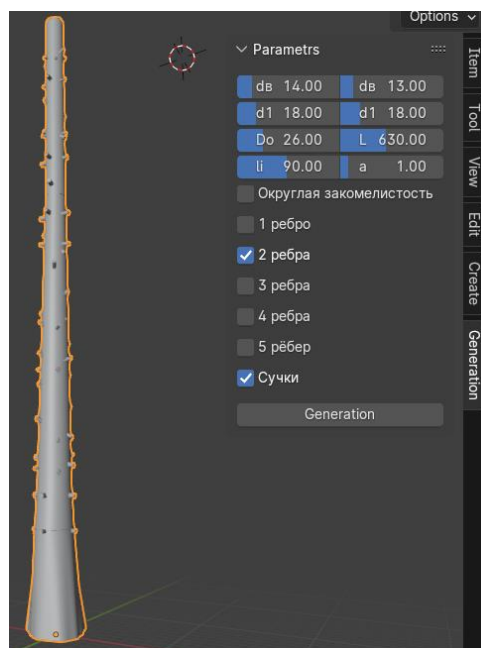 Options
Parametrs
dв 14.00 dв 13.00
d1 18.00 d1 18.00
Do 26.00 L 630.00
li 90.00 a 1.00
Округлая закомелистость
1 ребро
2 ребра
3 ребра
4 ребра
5 рёбер
Сучки
Generation
Item
Tool
View
Edit
Create
Generation